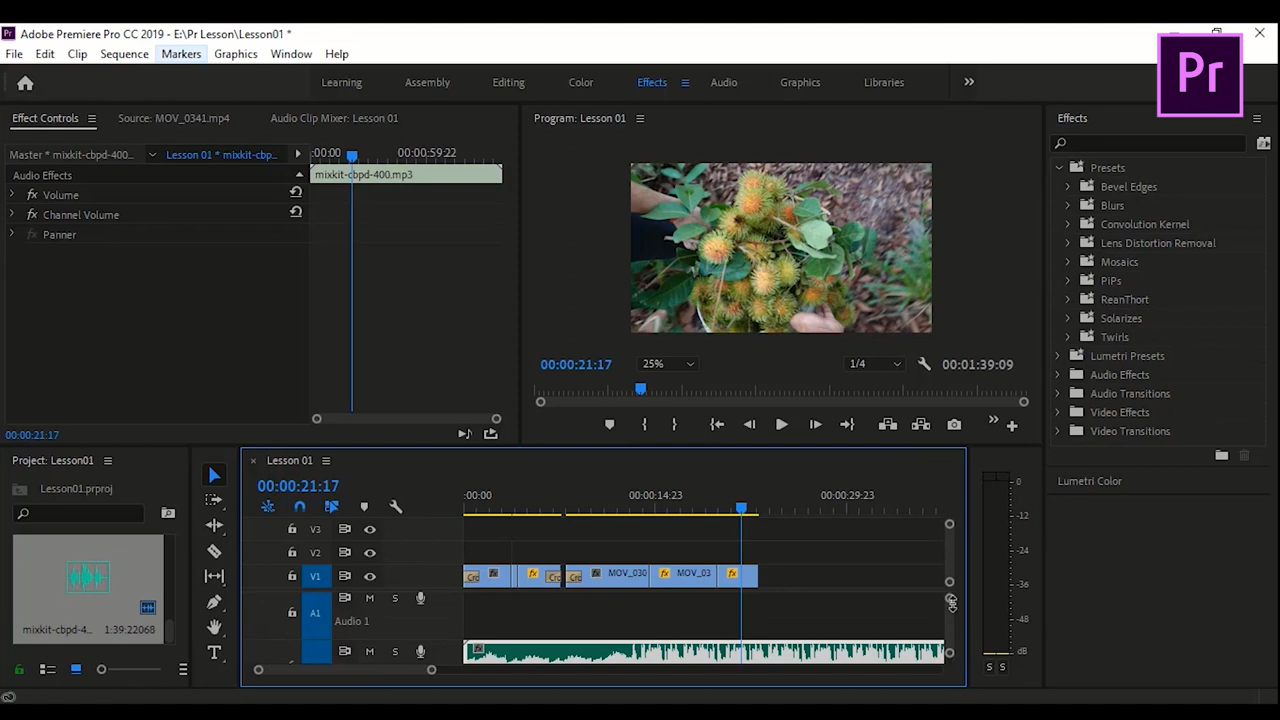 Adobe Premiere Pro CC 2019 - E:\Pr Lesson\Lesson01 *
File Edit Clip Sequence Markers Graphics Window Help
Pr
Learning Assembly Editing Color Effects Audio Graphics Libraries
Effect Controls Source: MOV_0341.mp4 Audio Clip Mixer: Lesson 01
Program: Lesson 01
Effects
Master * mixkit-cbpd-400... Lesson 01 * mixkit-cbp...
:00:00 00:00:59:22
Audio Effects
mixkit-cbpd-400.mp3
fx Volume
fx Channel Volume
fx Panner
00:00:21:17
00:00:21:17 25% 1/4 00:01:39:09
Presets
Bevel Edges
Blurs
Convolution Kernel
Lens Distortion Removal
Mosaics
PiPs
ReanThort
Solarizes
Twirls
Lumetri Presets
Audio Effects
Audio Transitions
Video Effects
Video Transitions
Lumetri Color
Project: Lesson01
Lesson01.prproj
mixkit-cbpd-4... 1:39:22068
Lesson 01
00:00:21:17
:00:00 00:00:14:23 00:00:29:23
V3
V2
V1 MOV_030 MOV_03
M S
A1
Audio 1
M S
0
-12
-24
-36
-48
dB
S S